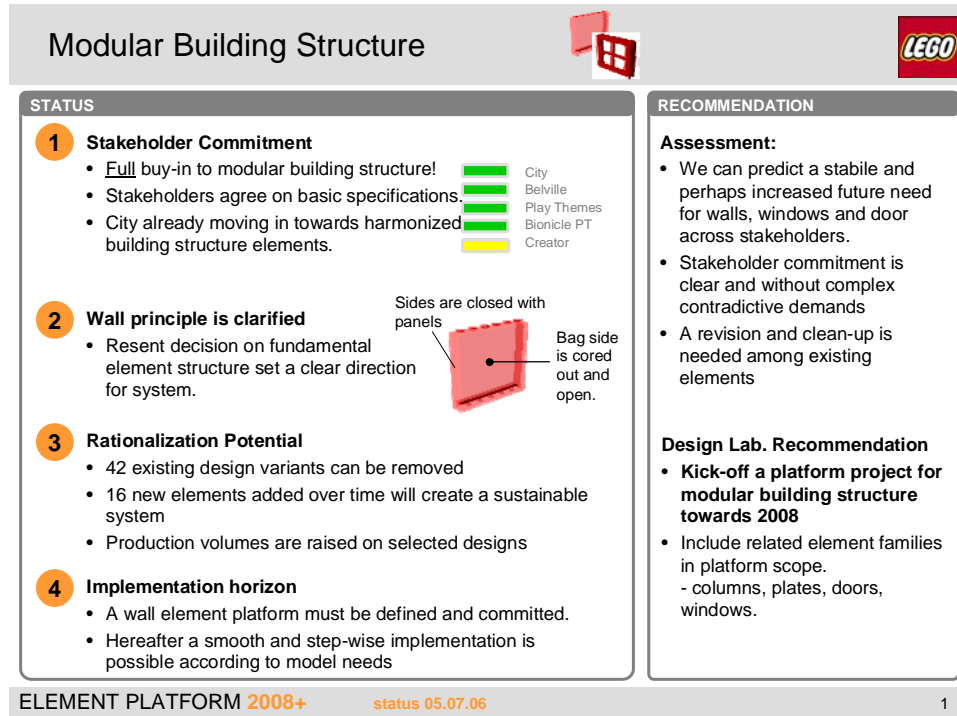 Modular Building Structure
LEGO
STATUS
1 Stakeholder Commitment
• Full buy-in to modular building structure!
• Stakeholders agree on basic specifications.
• City already moving in towards harmonized
building structure elements.
City
Belville
Play Themes
Bionicle PT
Creator
2 Wall principle is clarified
• Resent decision on fundamental
element structure set a clear direction
for system.
Sides are closed with
panels
Bag side
is cored
out and
open.
3 Rationalization Potential
• 42 existing design variants can be removed
• 16 new elements added over time will create a sustainable
system
• Production volumes are raised on selected designs
4 Implementation horizon
• A wall element platform must be defined and committed.
• Hereafter a smooth and step-wise implementation is
possible according to model needs
RECOMMENDATION
Assessment:
• We can predict a stabile and
perhaps increased future need
for walls, windows and door
across stakeholders.
• Stakeholder commitment is
clear and without complex
contradictive demands
• A revision and clean-up is
needed among existing
elements
Design Lab. Recommendation
• Kick-off a platform project for
modular building structure
towards 2008
• Include related element families
in platform scope.
- columns, plates, doors,
windows.
ELEMENT PLATFORM 2008+
status 05.07.06
1